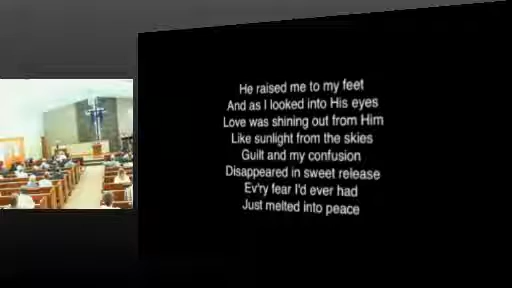 He raised me to my feet
And as I looked into His eyes
Love was shining out from Him
Like sunlight from the skies
Guilt and my confusion
Disappeared in sweet release
Ev'ry fear I'd ever had
Just melted into peace